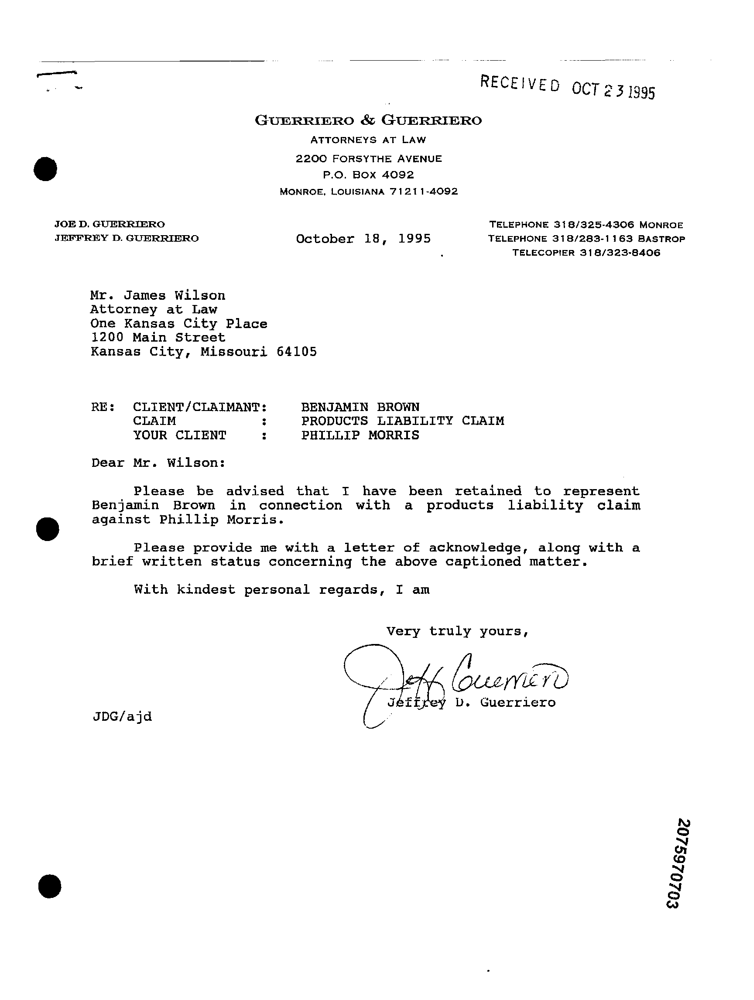 RECEIVED OCT 23 1995
GUERRIERO & GUERRIERO
ATTORNEYS AT LAW
2200 FORSYTHE AVENUE
P.O. BOX 4092
MONROE, LOUISIANA 71211-4092
JOE D. GUERRIERO
JEFFREY D. GUERRIERO
October 18, 1995
TELEPHONE 318/325-4306 MONROE
TELEPHONE 318/283-1163 BASTROP
TELECOPIER 318/323-8406
Mr. James Wilson
Attorney at Law
One Kansas City Place
1200 Main Street
Kansas City, Missouri 64105
RE: CLIENT/CLAIMANT: BENJAMIN BROWN
CLAIM : PRODUCTS LIABILITY CLAIM
YOUR CLIENT : PHILLIP MORRIS
Dear Mr. Wilson:
Please be advised that I have been retained to represent
Benjamin Brown in connection with a products liability claim
against Phillip Morris.
Please provide me with a letter of acknowledge, along with a
brief written status concerning the above captioned matter.
With kindest personal regards, I am
Very truly yours,
Jeff Guerriero
Jeffrey D. Guerriero
JDG/ajd
2075970703